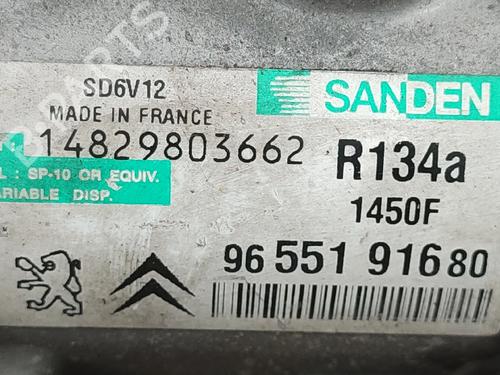 SD6V12
MADE IN FRANCE
SANDEN
14829803662
R134a
L : SP-10 OR EQUIV.
ARIABLE DISP.
1450F
96 551 916 80